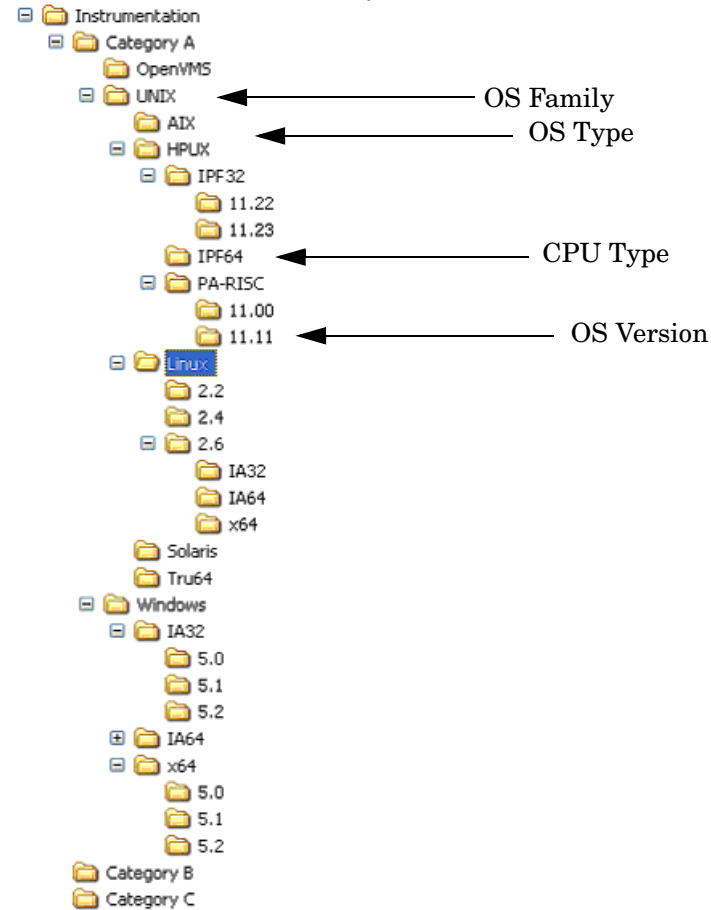 Instrumentation
Category A
OpenVMS
UNIX OS Family
AIX OS Type
HPUX
IPF32
11.22
11.23
IPF64 CPU Type
PA-RISC
11.00
11.11 OS Version
Linux
2.2
2.4
2.6
IA32
IA64
x64
Solaris
Tru64
Windows
IA32
5.0
5.1
5.2
IA64
x64
5.0
5.1
5.2
Category B
Category C